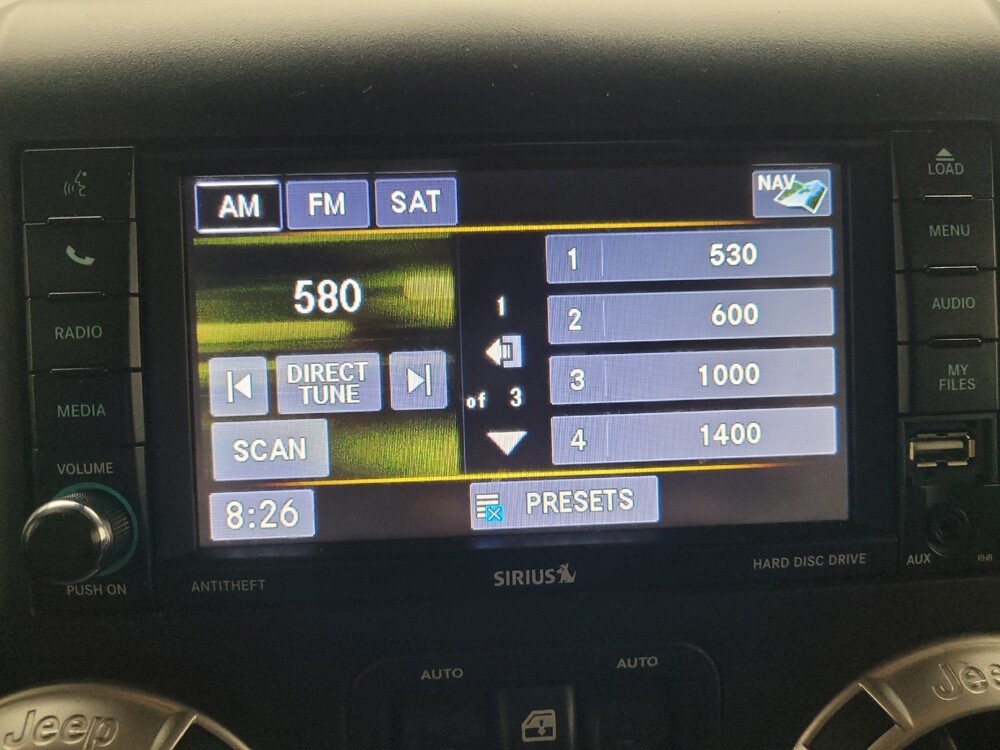 AM
FM
SAT
NAV
LOAD
MENU
AUDIO
MY
FILES
RADIO
MEDIA
VOLUME
PUSH ON
580
DIRECT
TUNE
SCAN
8:26
1
of 3
1 530
2 600
3 1000
4 1400
PRESETS
ANTITHEFT
SIRIUS
HARD DISC DRIVE
AUX
RHB
AUTO
AUTO
Jeep
Jee